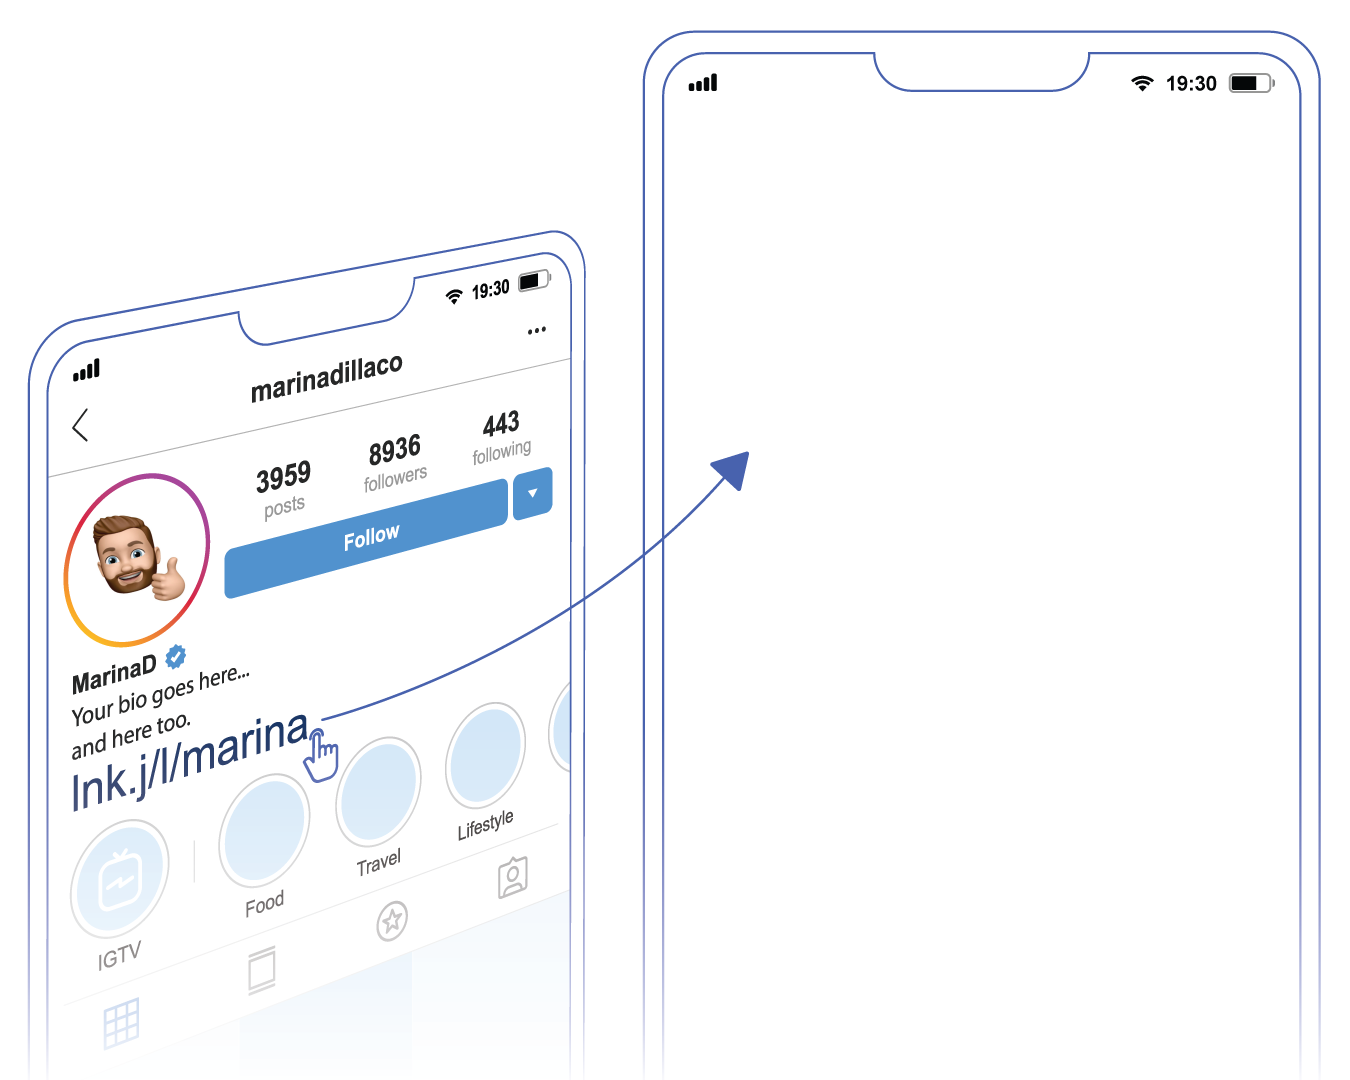 19:30
marinadillaco
3959
posts
8936
followers
443
following
Follow
MarinaD
Your bio goes here...
and here too.
lnk.j/l/marina
IGTV
Food
Travel
Lifestyle
19:30